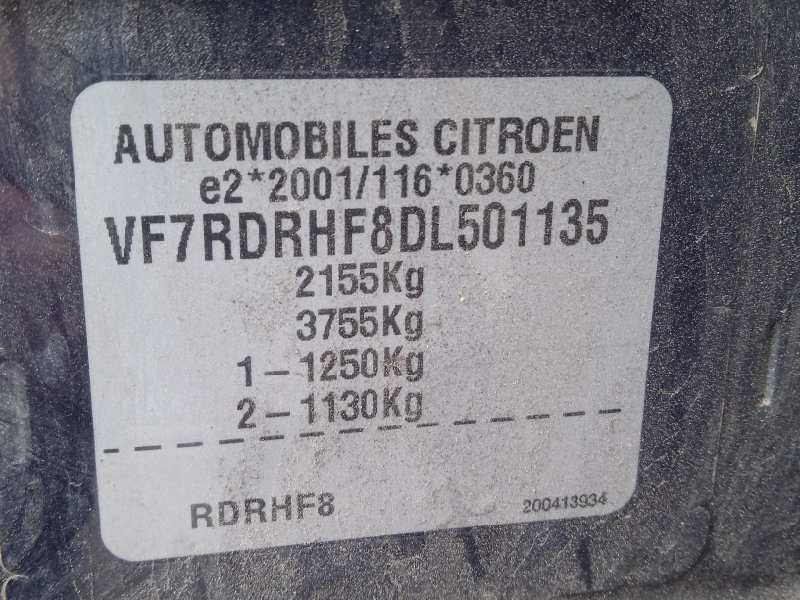 AUTOMOBILES CITROEN
e2*2001/116*0360
VF7RDRHF8DL501135
2155Kg
3755Kg
1-1250Kg
2-1130Kg
RDRHF8
200413934